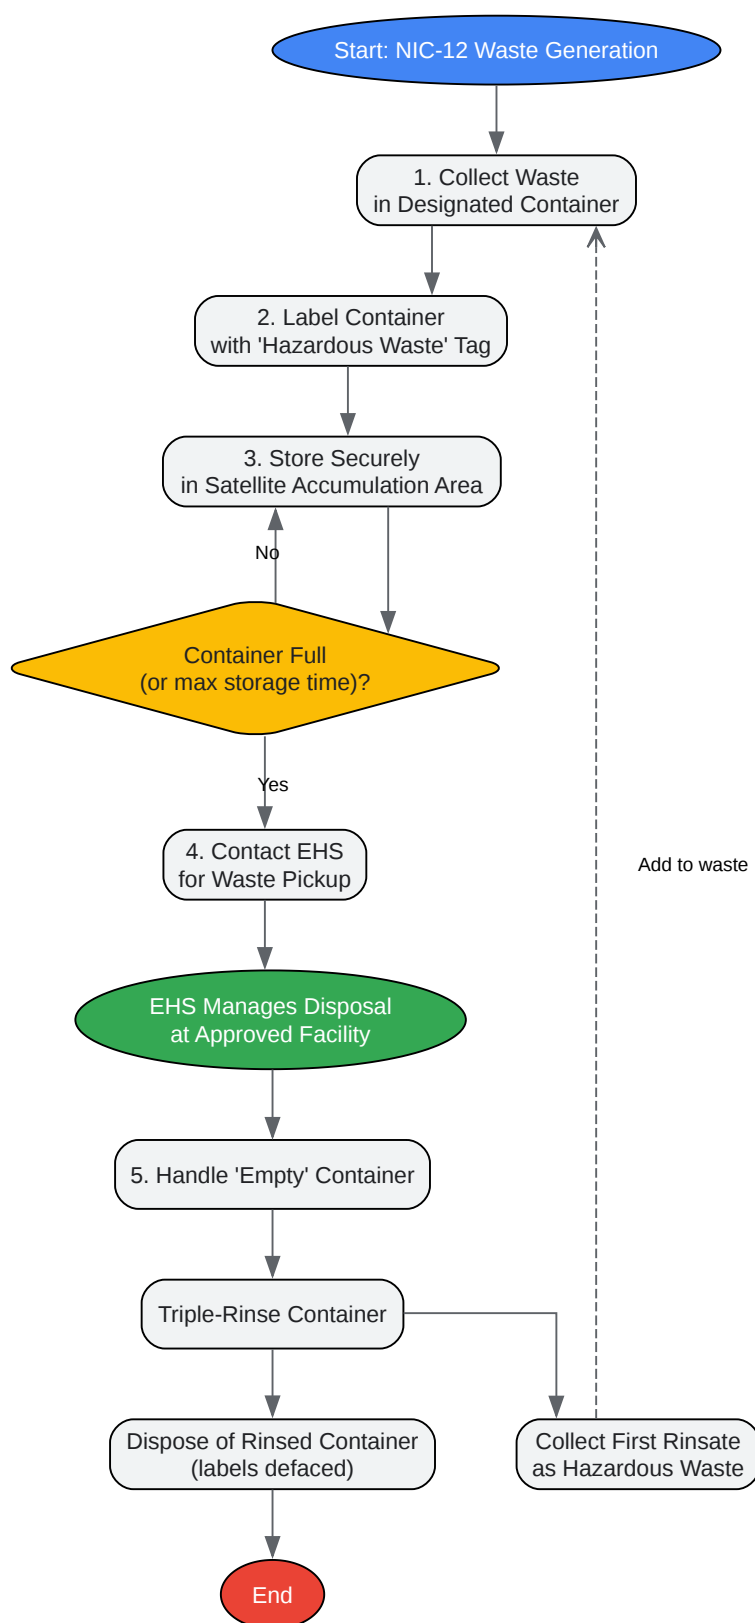 Start: NIC-12 Waste Generation
1. Collect Waste
in Designated Container
2. Label Container
with 'Hazardous Waste' Tag
3. Store Securely
in Satellite Accumulation Area
No
Container Full
(or max storage time)?
Yes
4. Contact EHS
for Waste Pickup
Add to waste
EHS Manages Disposal
at Approved Facility
5. Handle 'Empty' Container
Triple-Rinse Container
Dispose of Rinsed Container
(labels defaced)
Collect First Rinsate
as Hazardous Waste
End